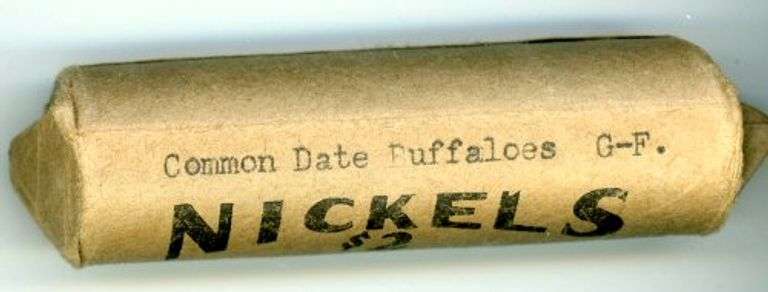 Common Date Buffaloes G-F.
NICKELS
$2